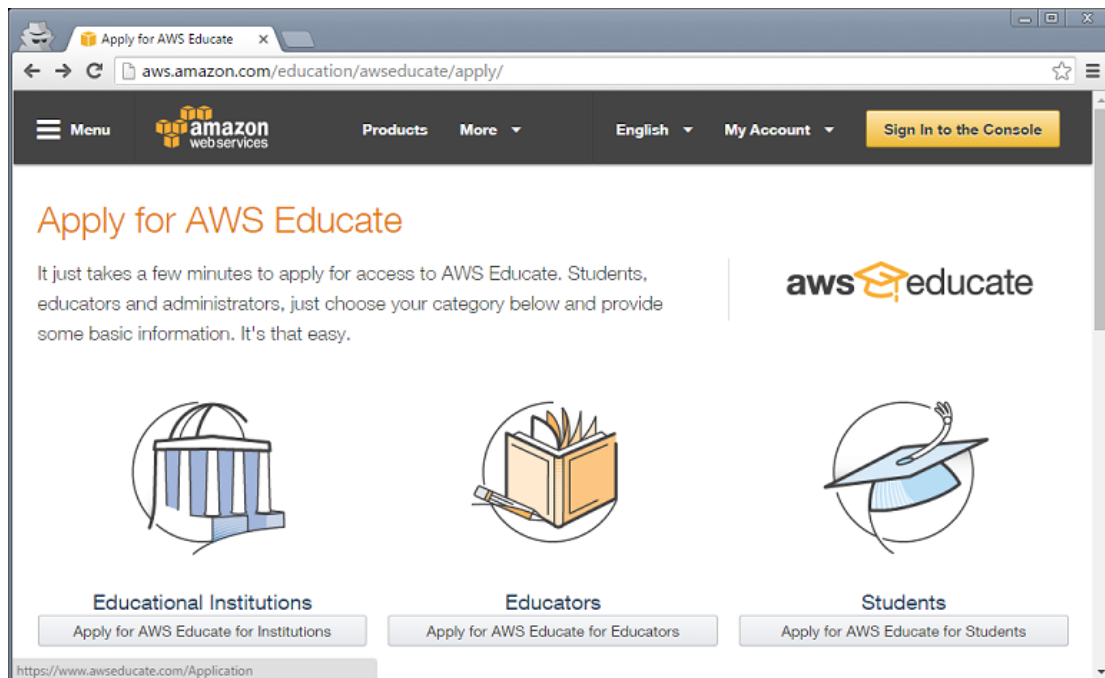 Apply for AWS Educate
aws.amazon.com/education/awseducate/apply/
Menu
amazon
webservices
Products
More
English
My Account
Sign In to the Console
Apply for AWS Educate
It just takes a few minutes to apply for access to AWS Educate. Students,
educators and administrators, just choose your category below and provide
some basic information. It's that easy.
aws educate
Educational Institutions
Educators
Students
Apply for AWS Educate for Institutions
Apply for AWS Educate for Educators
Apply for AWS Educate for Students
https://www.awseducate.com/Application